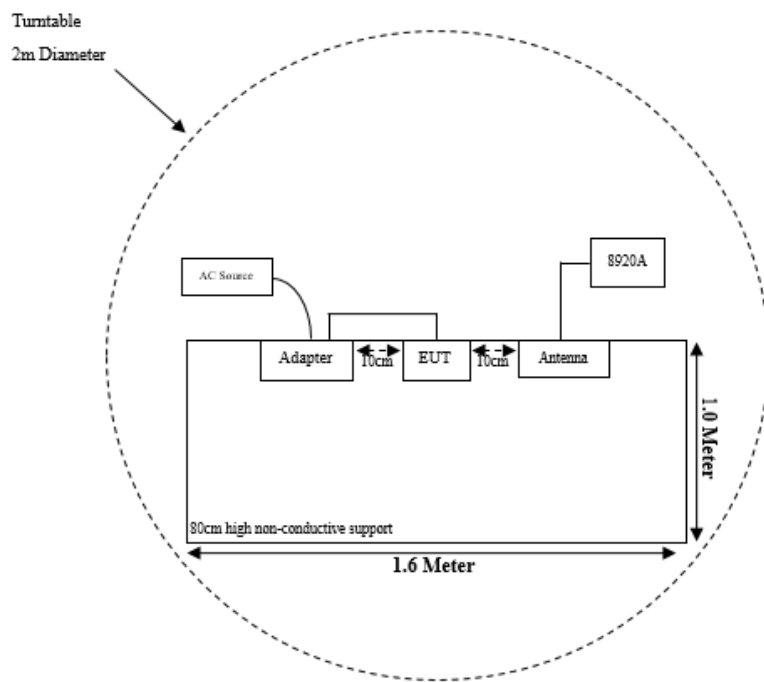 Turntable
2m Diameter
8920A
AC Source
Adapter
10cm
EUT
10cm
Antenna
1.0 Meter
80cm high non-conductive support
1.6 Meter